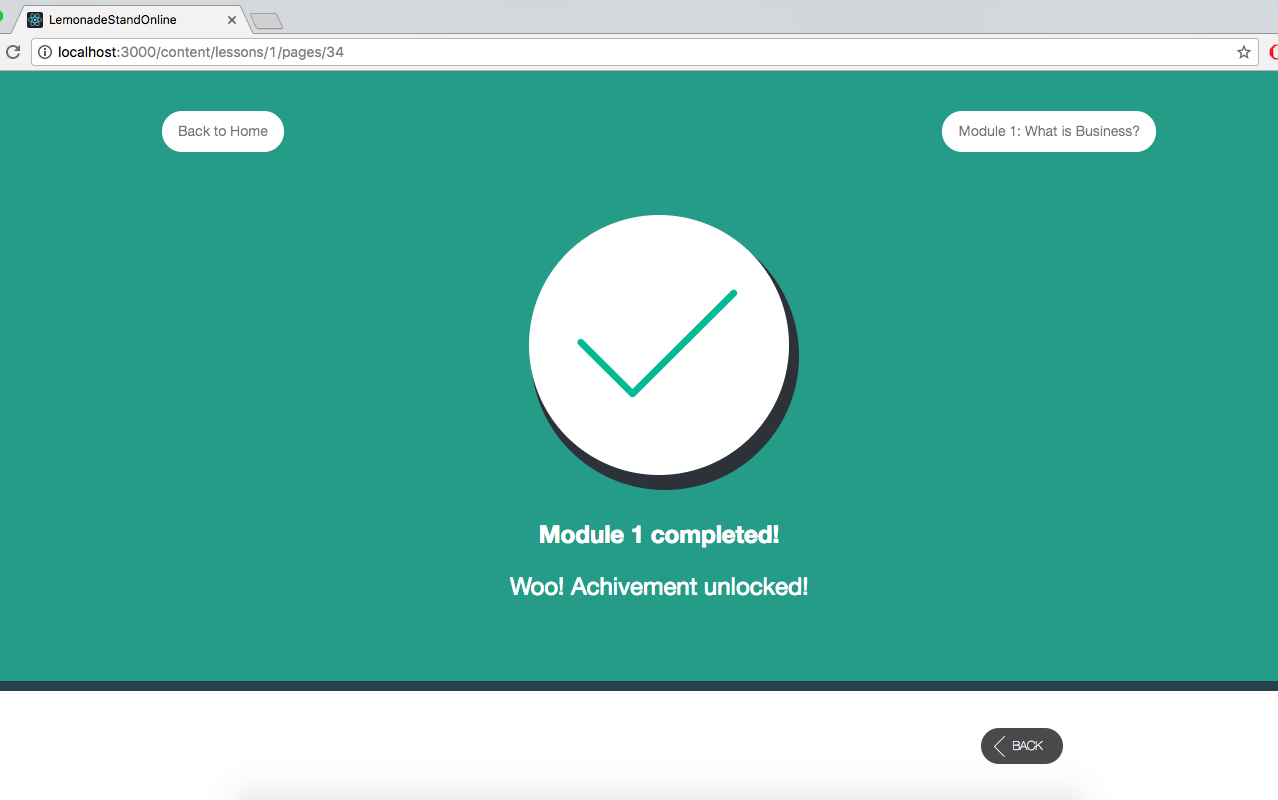 LemonadeStandOnline
localhost:3000/content/lessons/1/pages/34
Back to Home
Module 1: What is Business?
Module 1 completed!
Woo! Achivement unlocked!
BACK